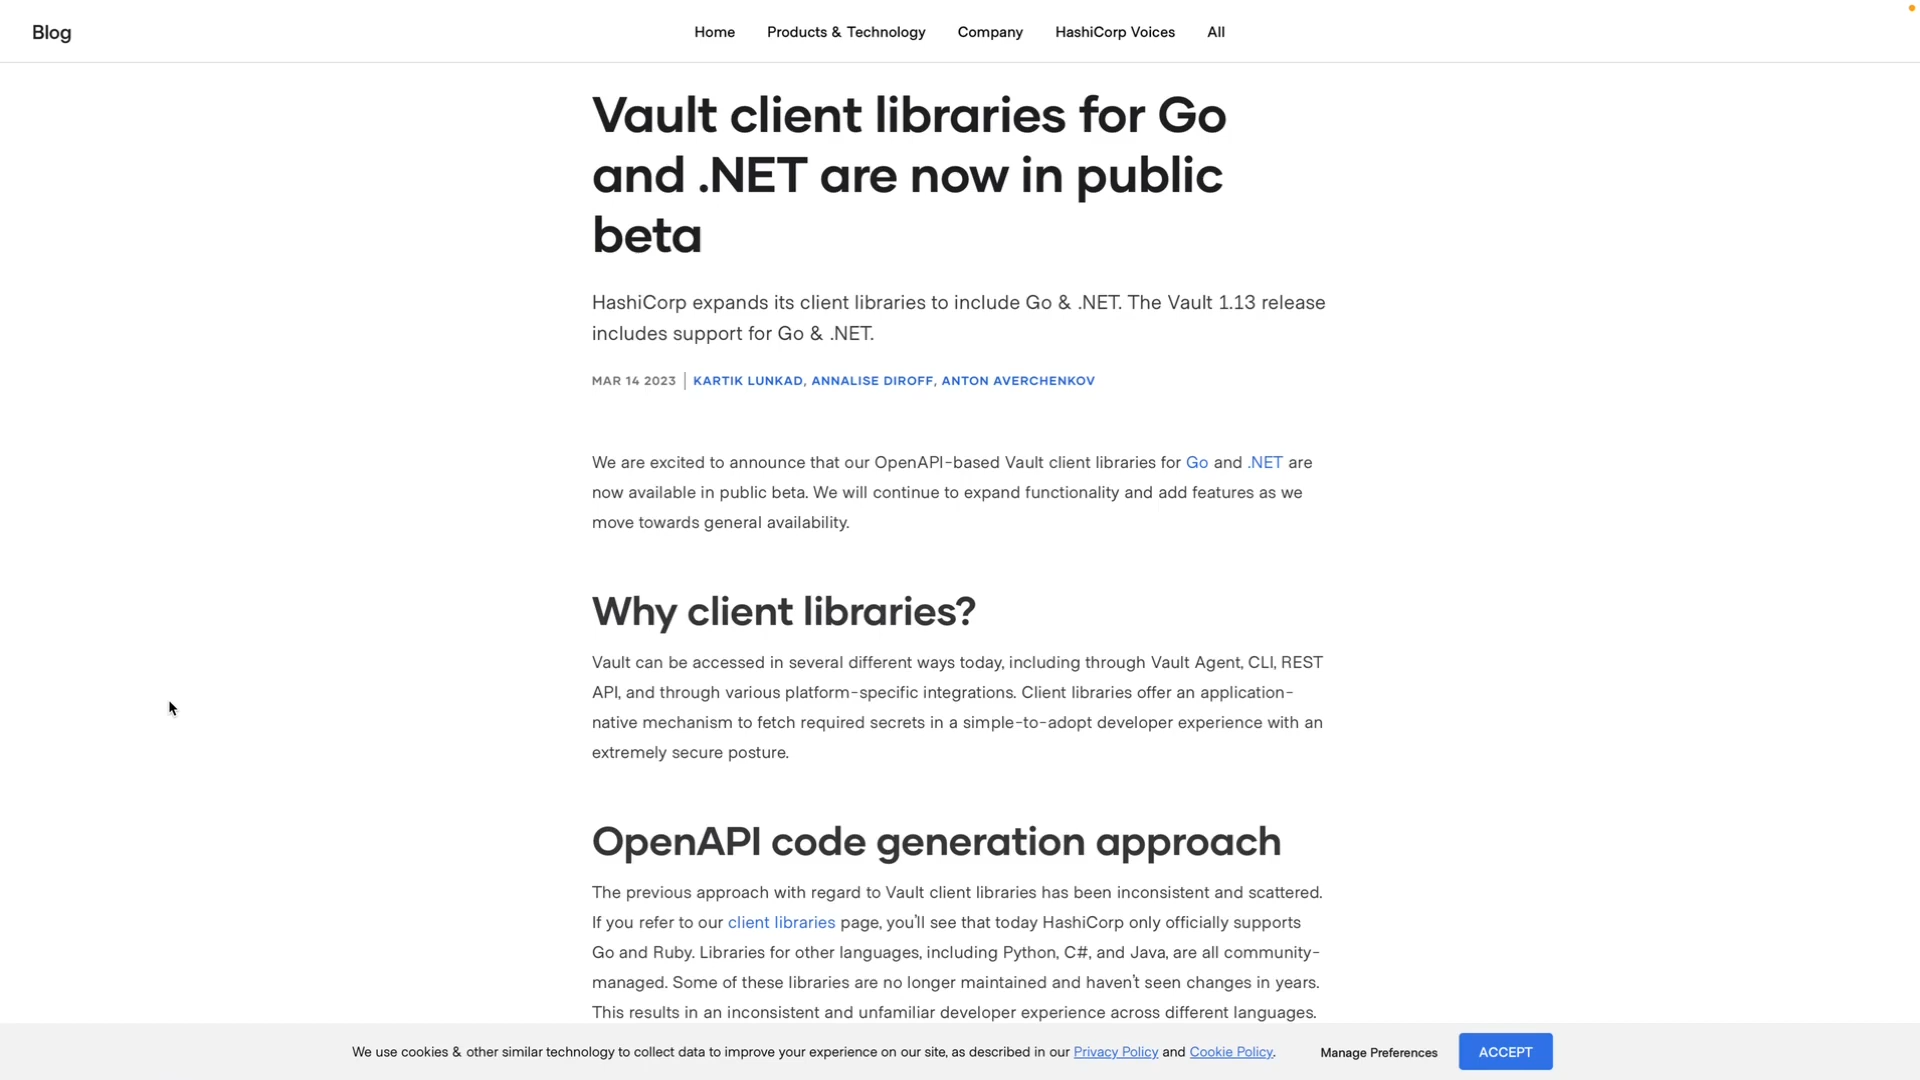 Blog
Home
Products & Technology
Company
HashiCorp Voices
All
Vault client libraries for Go
and .NET are now in public
beta
HashiCorp expands its client libraries to include Go & .NET. The Vault 1.13 release
includes support for Go & .NET.
MAR 14 2023 | KARTIK LUNKAD, ANNALISE DIROFF, ANTON AVERCHENKOV
We are excited to announce that our OpenAPI-based Vault client libraries for Go and .NET are
now available in public beta. We will continue to expand functionality and add features as we
move towards general availability.
Why client libraries?
Vault can be accessed in several different ways today, including through Vault Agent, CLI, REST
API, and through various platform-specific integrations. Client libraries offer an application-
native mechanism to fetch required secrets in a simple-to-adopt developer experience with an
extremely secure posture.
OpenAPI code generation approach
The previous approach with regard to Vault client libraries has been inconsistent and scattered.
If you refer to our client libraries page, you'll see that today HashiCorp only officially supports
Go and Ruby. Libraries for other languages, including Python, C#, and Java, are all community-
managed. Some of these libraries are no longer maintained and haven't seen changes in years.
This results in an inconsistent and unfamiliar developer experience across different languages.
We use cookies & other similar technology to collect data to improve your experience on our site, as described in our Privacy Policy and Cookie Policy.
Manage Preferences
ACCEPT